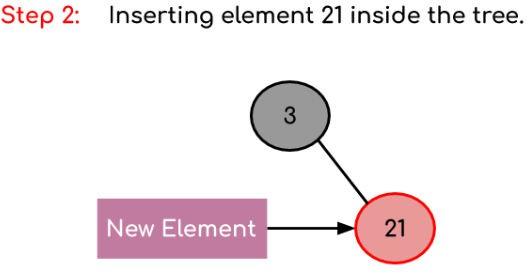 Step 2: Inserting element 21 inside the tree.
3
New Element
21